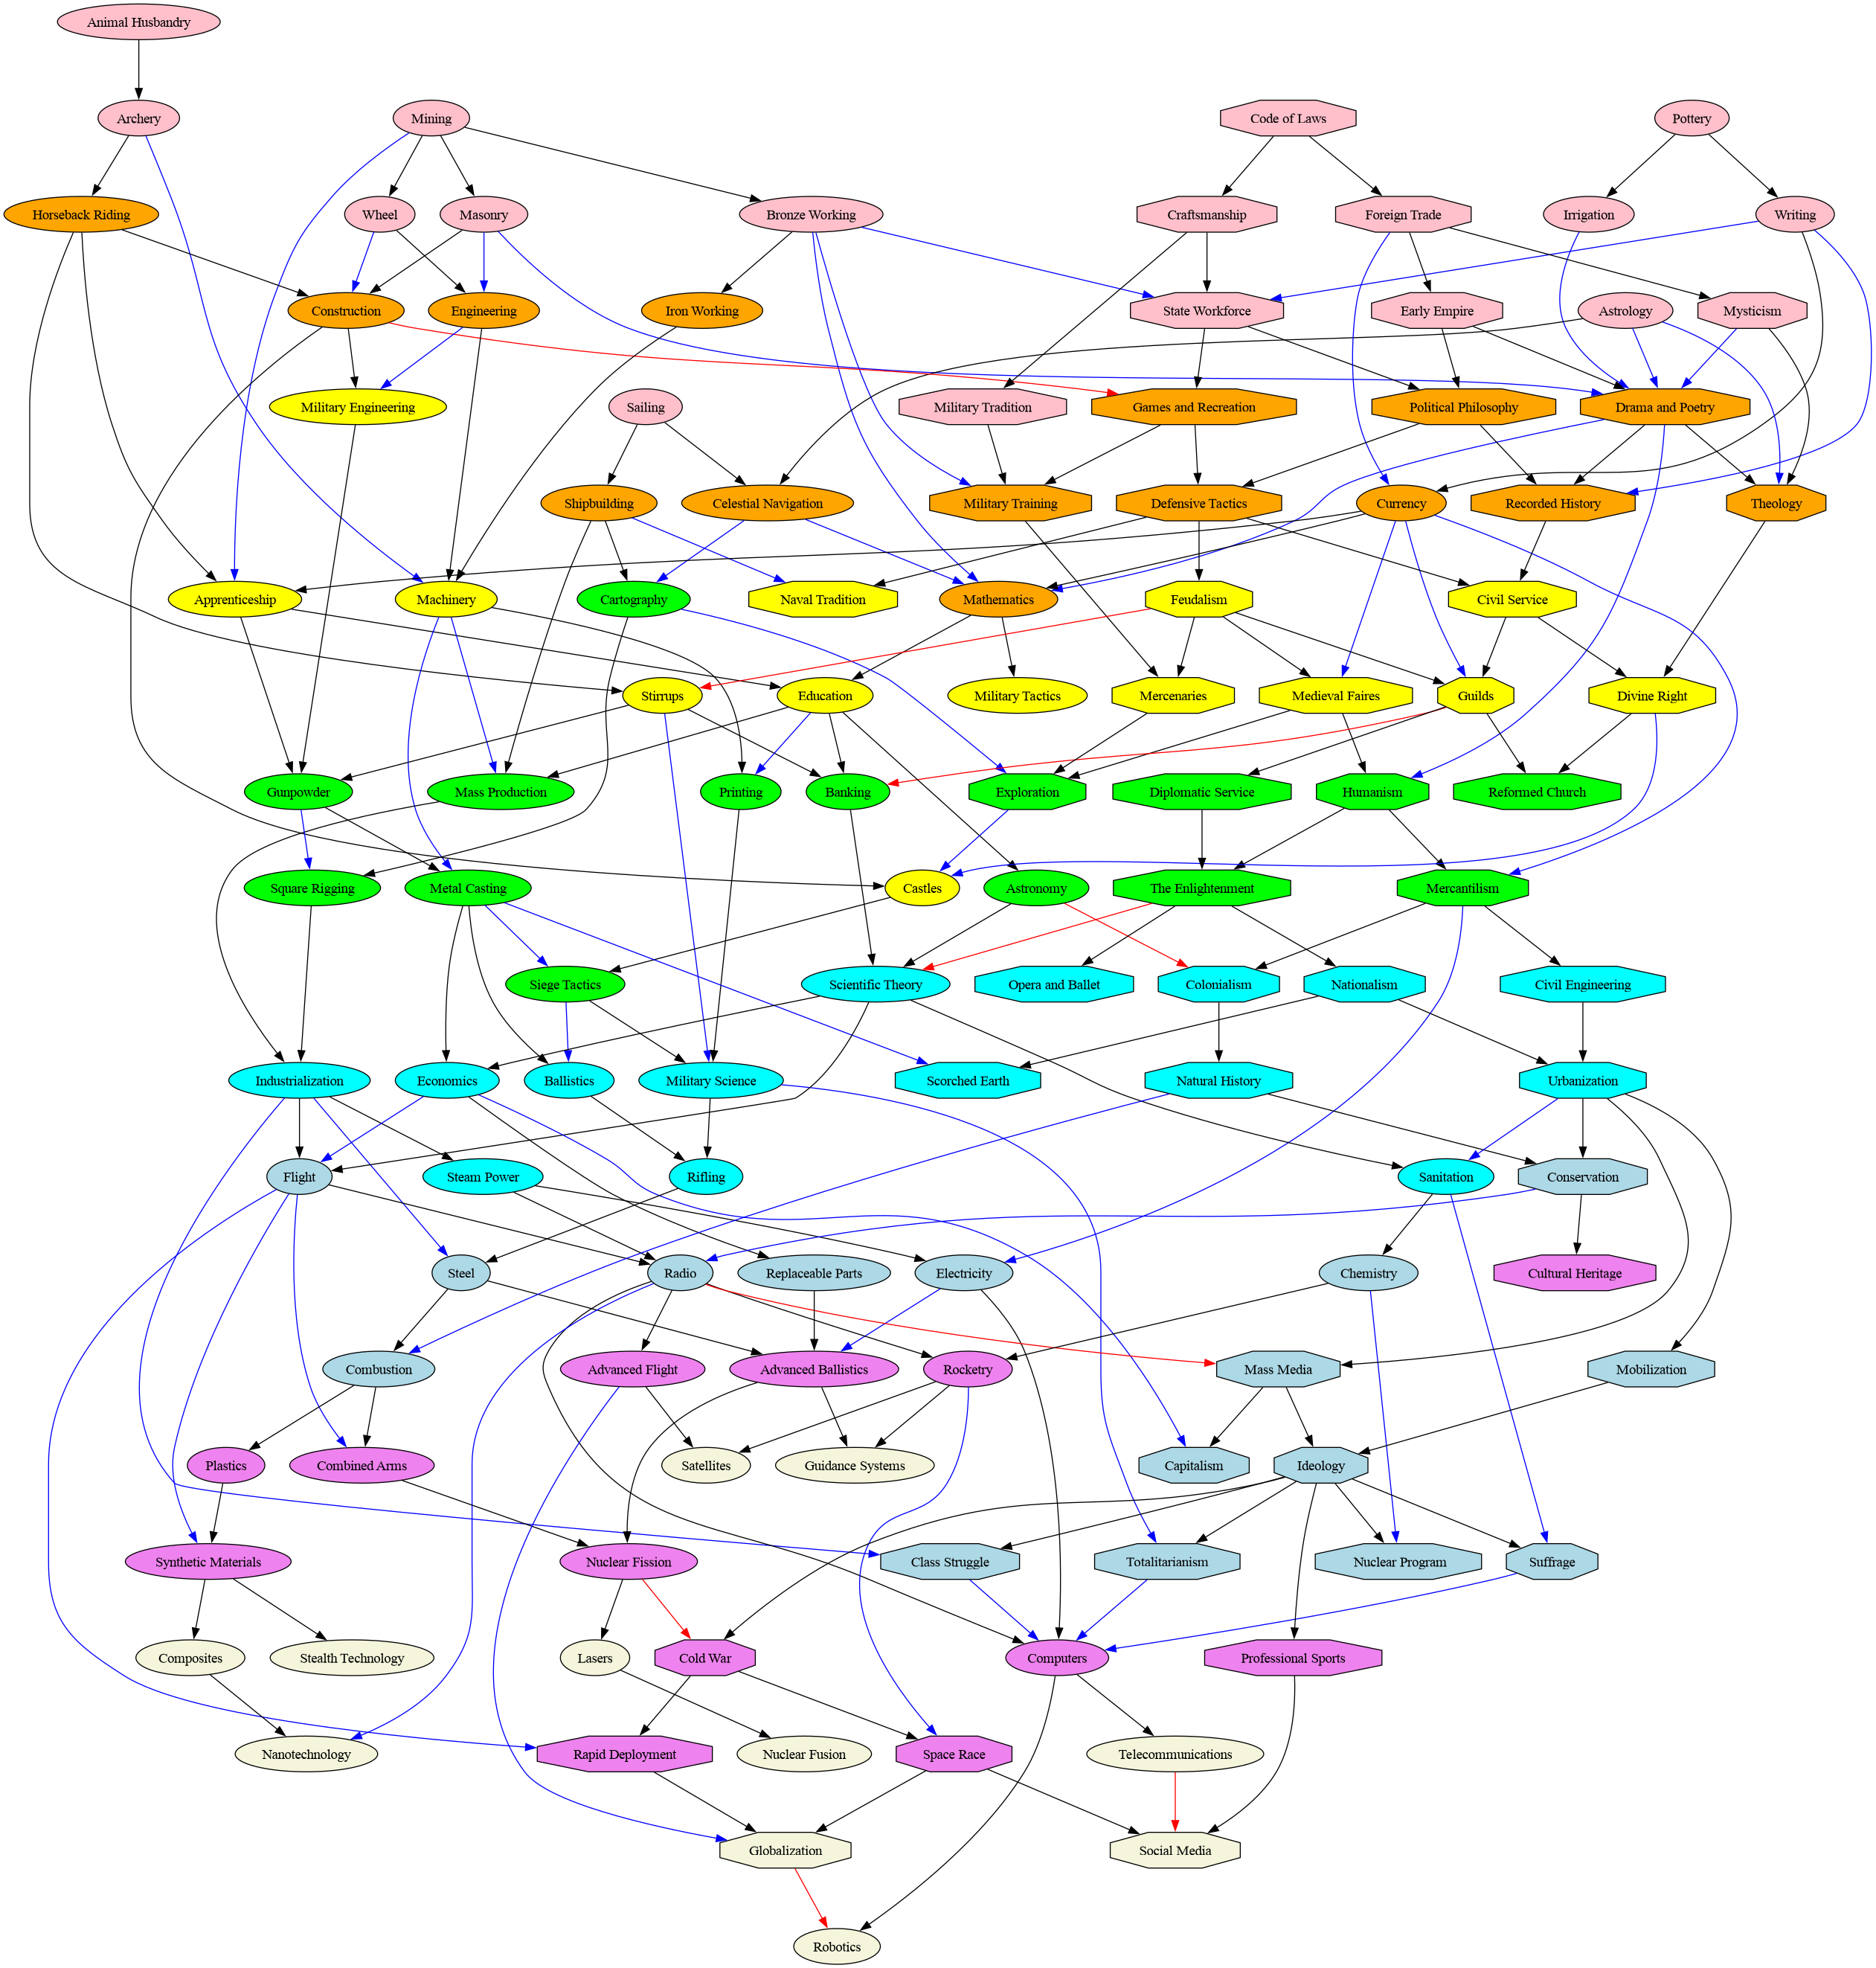 Animal Husbandry
Archery
Mining
Code of Laws
Pottery
Horseback Riding
Wheel
Masonry
Bronze Working
Craftsmanship
Foreign Trade
Irrigation
Writing
Construction
Engineering
Iron Working
State Workforce
Early Empire
Astrology
Mysticism
Military Engineering
Sailing
Military Tradition
Games and Recreation
Political Philosophy
Drama and Poetry
Shipbuilding
Celestial Navigation
Military Training
Defensive Tactics
Currency
Recorded History
Theology
Apprenticeship
Machinery
Cartography
Naval Tradition
Mathematics
Feudalism
Civil Service
Stirrups
Education
Military Tactics
Mercenaries
Medieval Faires
Guilds
Divine Right
Gunpowder
Mass Production
Printing
Banking
Exploration
Diplomatic Service
Humanism
Reformed Church
Square Rigging
Metal Casting
Castles
Astronomy
The Enlightenment
Mercantilism
Siege Tactics
Scientific Theory
Opera and Ballet
Colonialism
Nationalism
Civil Engineering
Industrialization
Economics
Ballistics
Military Science
Scorched Earth
Natural History
Urbanization
Flight
Steam Power
Rifling
Sanitation
Conservation
Steel
Radio
Replaceable Parts
Electricity
Chemistry
Cultural Heritage
Combustion
Advanced Flight
Advanced Ballistics
Rocketry
Mass Media
Mobilization
Plastics
Combined Arms
Satellites
Guidance Systems
Capitalism
Ideology
Synthetic Materials
Nuclear Fission
Class Struggle
Totalitarianism
Nuclear Program
Suffrage
Composites
Stealth Technology
Lasers
Cold War
Computers
Professional Sports
Nanotechnology
Rapid Deployment
Nuclear Fusion
Space Race
Telecommunications
Globalization
Social Media
Robotics